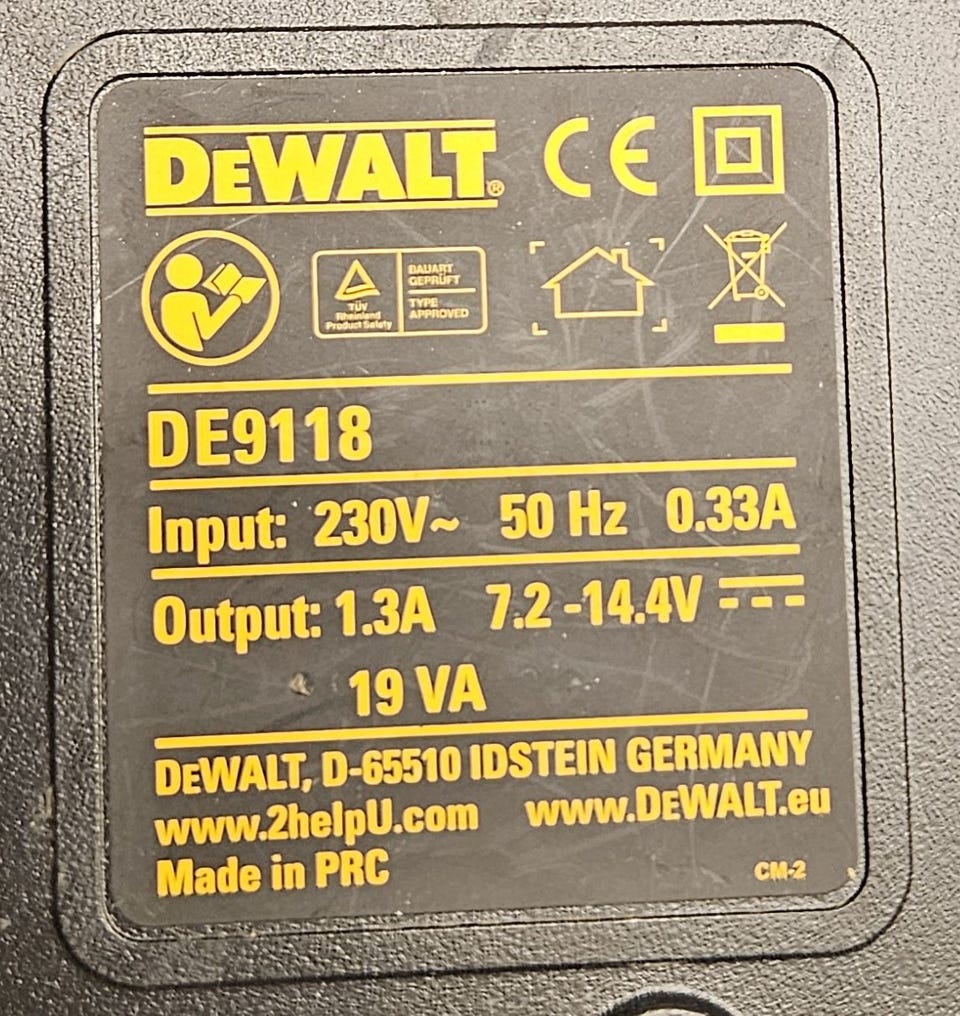 DEWALT®
CE
TÜV
Rheinland
Product Safety
BAUART
GEPRÜFT
TYPE
APPROVED
DE9118
Input: 230V~ 50 Hz 0.33A
Output: 1.3A 7.2 -14.4V
19 VA
DEWALT, D-65510 IDSTEIN GERMANY
www.2helpU.com www.DEWALT.eu
Made in PRC CM-2